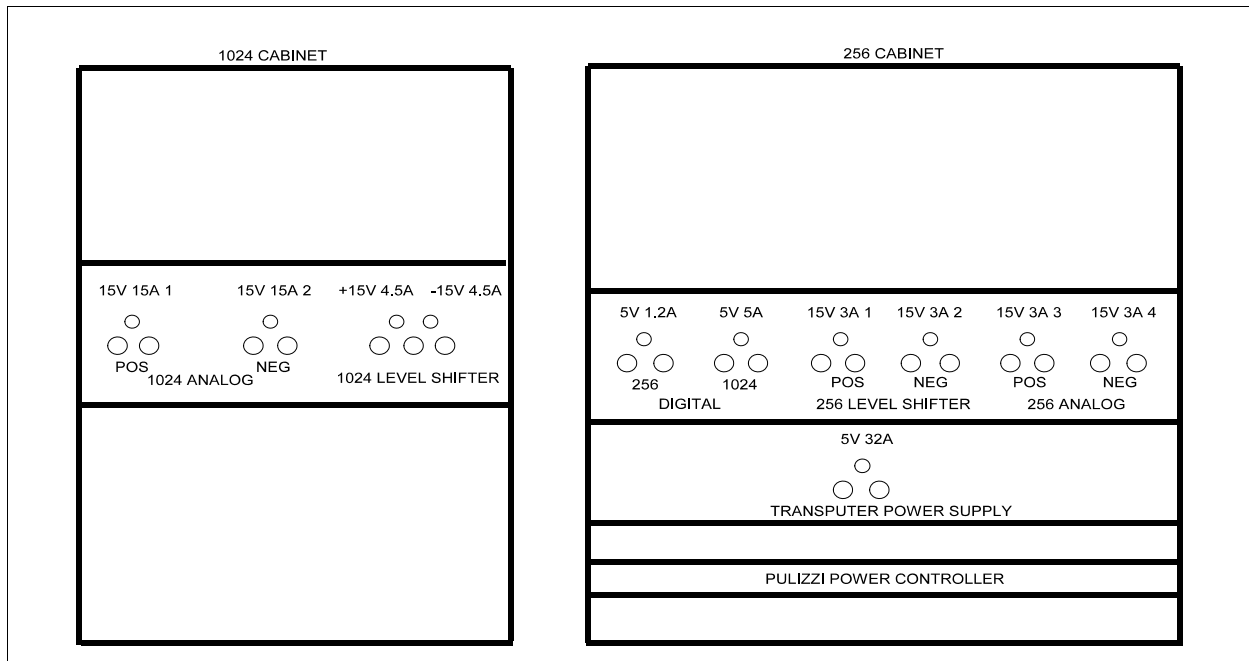 1024 CABINET
15V 15A 1 15V 15A 2 +15V 4.5A -15V 4.5A
POS NEG
1024 ANALOG 1024 LEVEL SHIFTER
256 CABINET
5V 1.2A 5V 5A 15V 3A 1 15V 3A 2 15V 3A 3 15V 3A 4
256 1024 POS NEG POS NEG
DIGITAL 256 LEVEL SHIFTER 256 ANALOG
5V 32A
TRANSPUTER POWER SUPPLY
PULIZZI POWER CONTROLLER